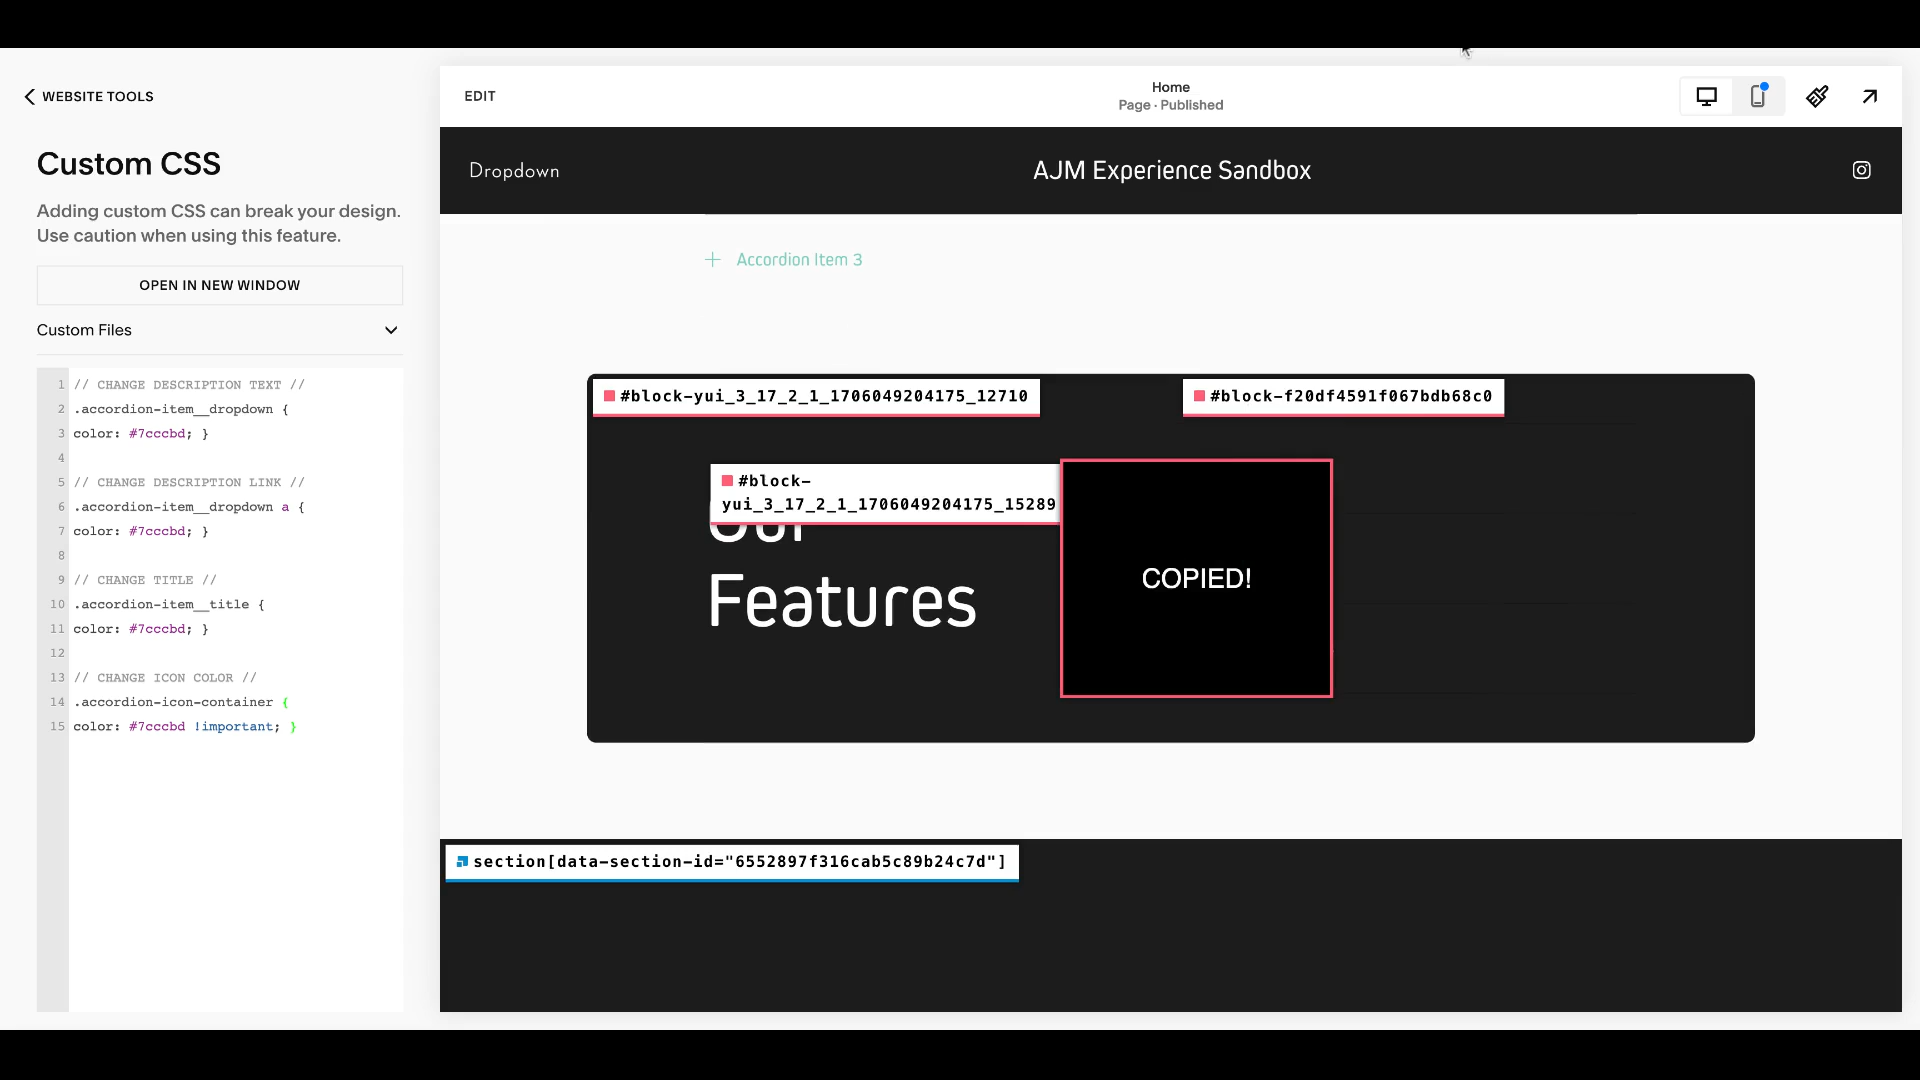 WEBSITE TOOLS
Custom CSS
Adding custom CSS can break your design.
Use caution when using this feature.
OPEN IN NEW WINDOW
Custom Files
1 // CHANGE DESCRIPTION TEXT //
2 .accordion-item__dropdown {
3 color: #7cccbd; }
4
5 // CHANGE DESCRIPTION LINK //
6 .accordion-item__dropdown a {
7 color: #7cccbd; }
8
9 // CHANGE TITLE //
10 .accordion-item__title {
11 color: #7cccbd; }
12
13 // CHANGE ICON COLOR //
14 .accordion-icon-container {
15 color: #7cccbd !important; }
EDIT
Home
Page · Published
Dropdown
AJM Experience Sandbox
Accordion Item 3
#block-yui_3_17_2_1_1706049204175_12710
#block-f20df4591f067bdb68c0
#block-
yui_3_17_2_1_1706049204175_15289
Our
Features
COPIED!
section[data-section-id="6552897f316cab5c89b24c7d"]